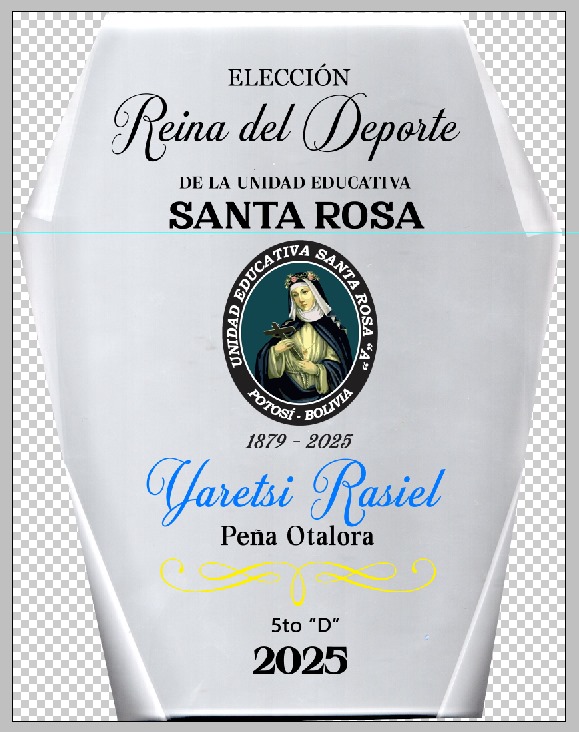 ELECCIÓN
Reina del Deporte
DE LA UNIDAD EDUCATIVA
SANTA ROSA
UNIDAD EDUCATIVA SANTA ROSA "A"
POTOSÍ - BOLIVIA
1879 - 2025
Yaretsi Rasiel
Peña Otalora
5to "D"
2025